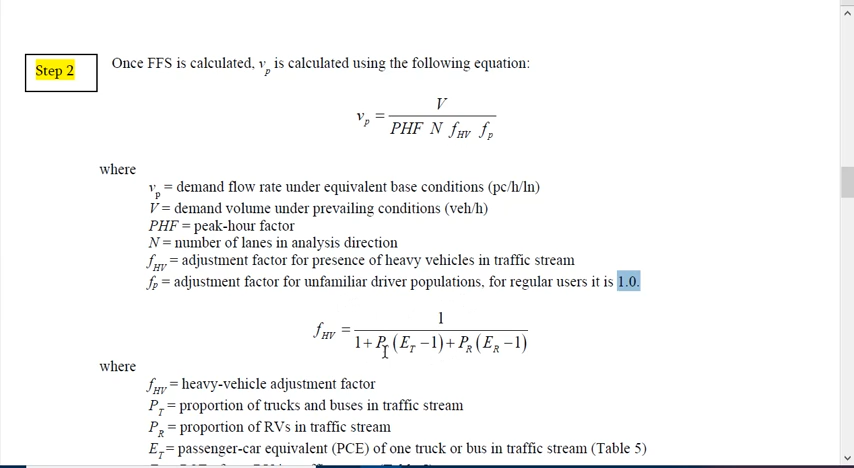 Step 2
Once FFS is calculated, v_p is calculated using the following equation:
v_p = V / (PHF N f_HV f_p)
where
v_p = demand flow rate under equivalent base conditions (pc/h/ln)
V = demand volume under prevailing conditions (veh/h)
PHF = peak-hour factor
N = number of lanes in analysis direction
f_HV = adjustment factor for presence of heavy vehicles in traffic stream
f_p = adjustment factor for unfamiliar driver populations, for regular users it is 1.0.
f_HV = 1 / (1 + P_T (E_T − 1) + P_R (E_R − 1))
where
f_HV = heavy-vehicle adjustment factor
P_T = proportion of trucks and buses in traffic stream
P_R = proportion of RVs in traffic stream
E_T = passenger-car equivalent (PCE) of one truck or bus in traffic stream (Table 5)